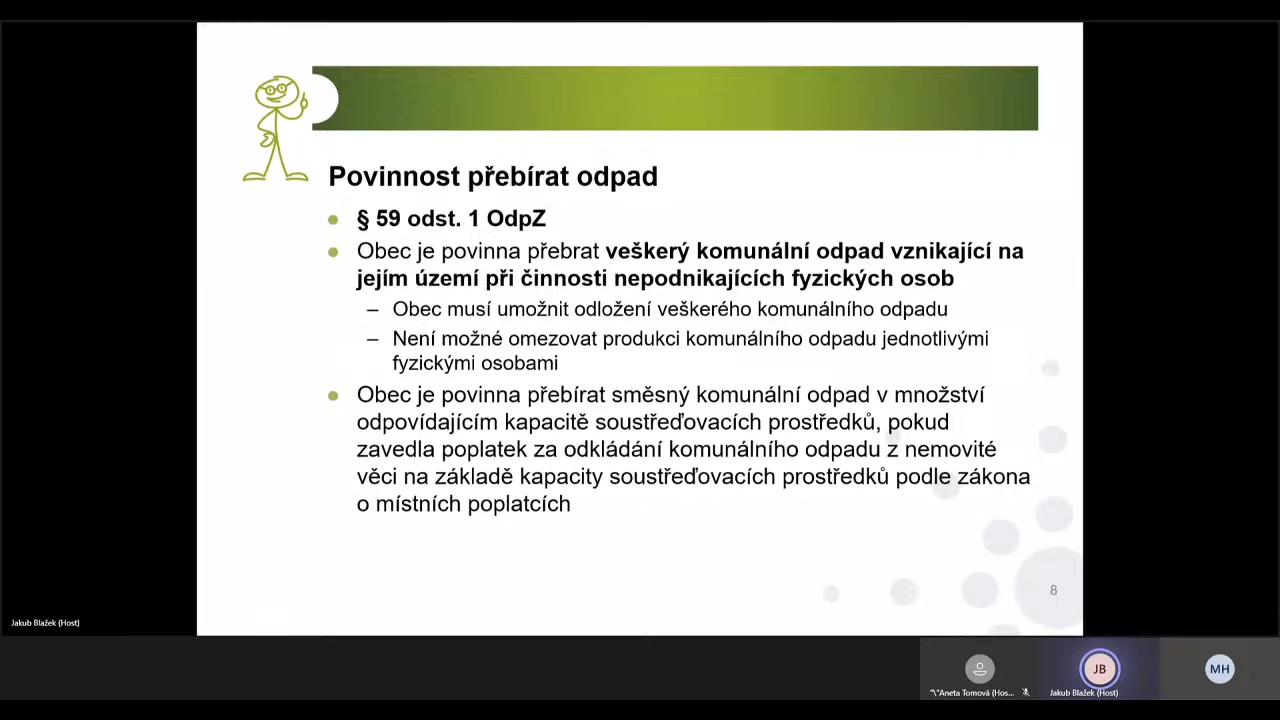 Povinnost přebírat odpad
§ 59 odst. 1 OdpZ
Obec je povinna přebrat veškerý komunální odpad vznikající na
jejím území při činnosti nepodnikajících fyzických osob
– Obec musí umožnit odložení veškerého komunálního odpadu
– Není možné omezovat produkci komunálního odpadu jednotlivými
fyzickými osobami
Obec je povinna přebírat směsný komunální odpad v množství
odpovídajícím kapacitě soustřeďovacích prostředků, pokud
zavedla poplatek za odkládání komunálního odpadu z nemovité
věci na základě kapacity soustřeďovacích prostředků podle zákona
o místních poplatcích
8
Jakub Blažek (Host)
JB
MH
"\"Aneta Tomová (Hos...
Jakub Blažek (Host)